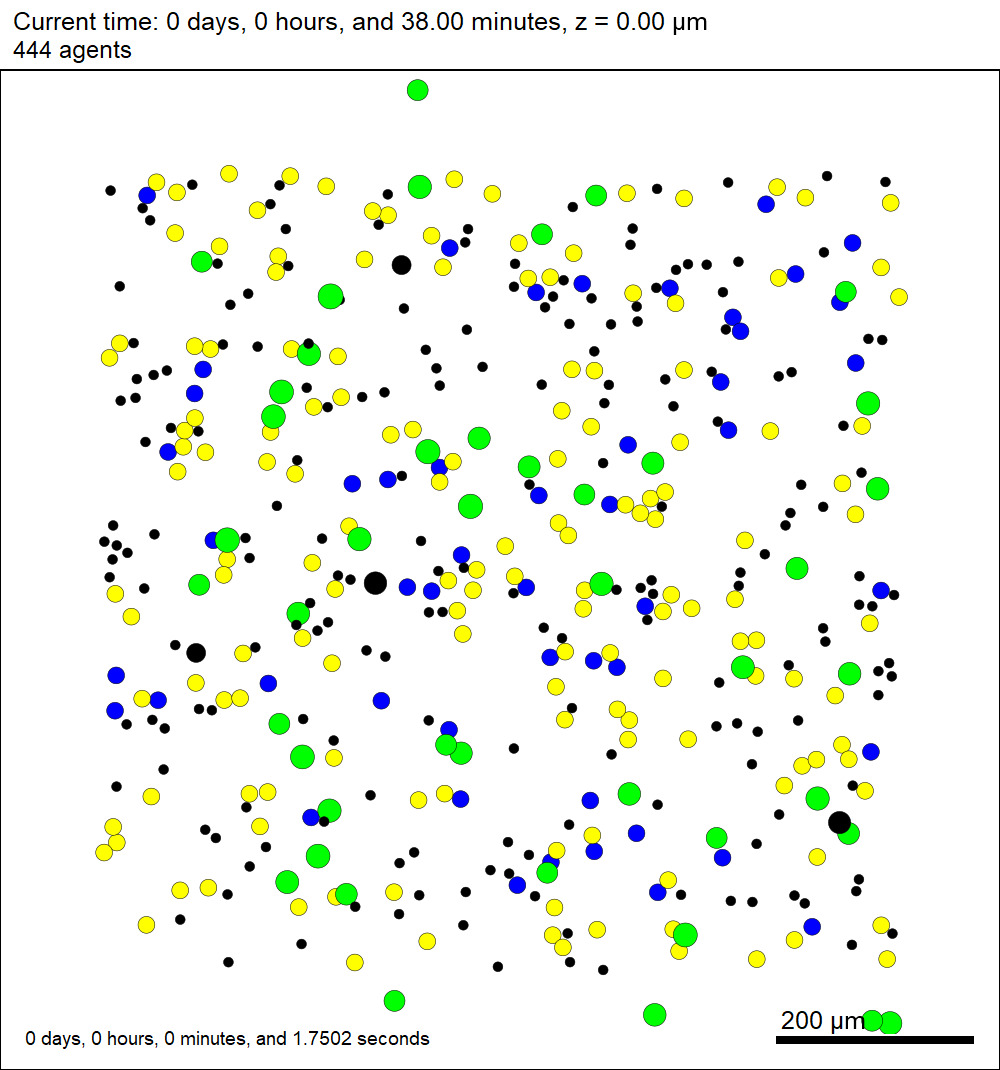 Current time: 0 days, 0 hours, and 38.00 minutes, z = 0.00 µm
444 agents
200 µm
0 days, 0 hours, 0 minutes, and 1.7502 seconds